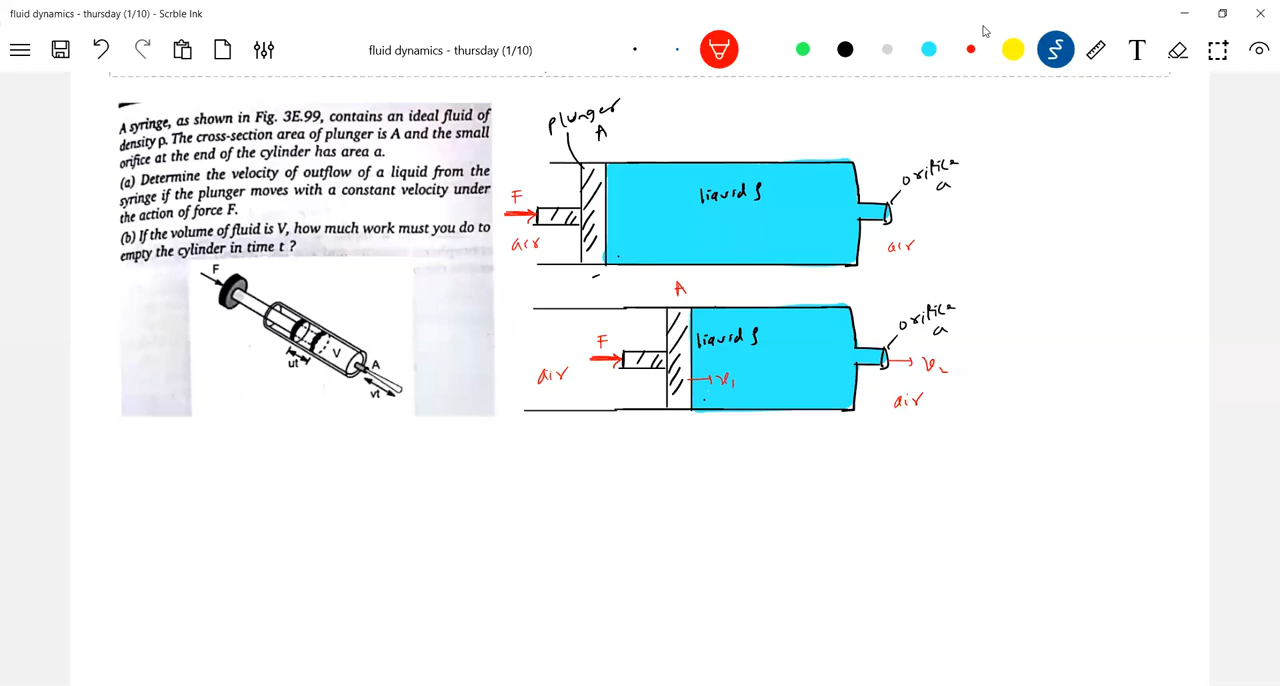 fluid dynamics - thursday (1/10) - Scrble Ink
fluid dynamics - thursday (1/10)
T
A syringe, as shown in Fig. 3E.99, contains an ideal fluid of
density ρ. The cross-section area of plunger is A and the small
orifice at the end of the cylinder has area a.
(a) Determine the velocity of outflow of a liquid from the
syringe if the plunger moves with a constant velocity under
the action of force F.
(b) If the volume of fluid is V, how much work must you do to
empty the cylinder in time t ?
F
V
A
ut
vt
plunger
A
F
air
liquid ρ
orifice
a
air
A
F
air
liquid ρ
v₁
orifice
a
v₂
air